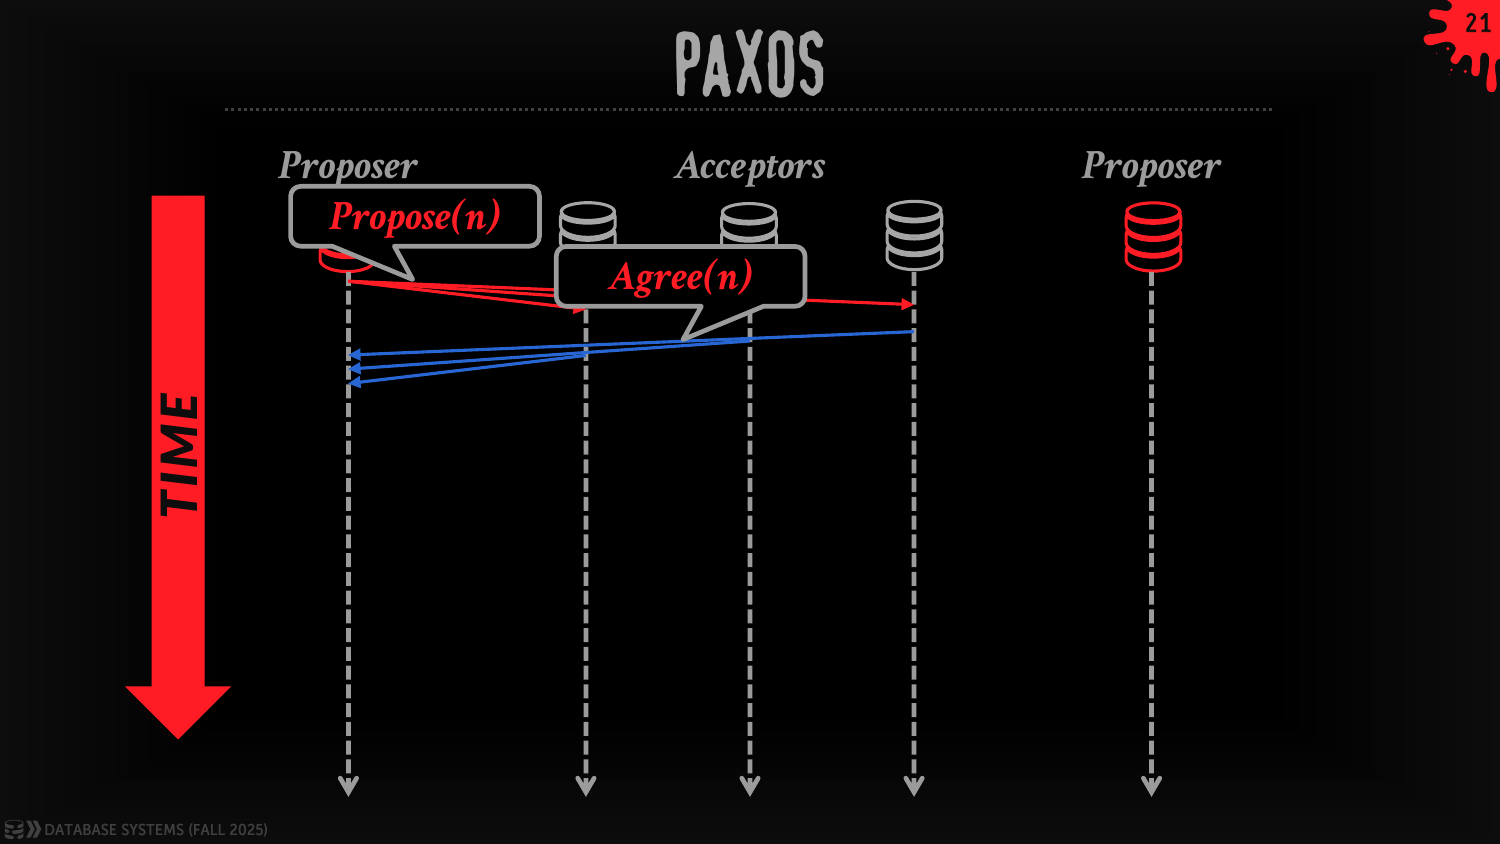 21
PAXOS
Proposer
Acceptors
Proposer
Propose(n)
Agree(n)
TIME
DATABASE SYSTEMS (FALL 2025)